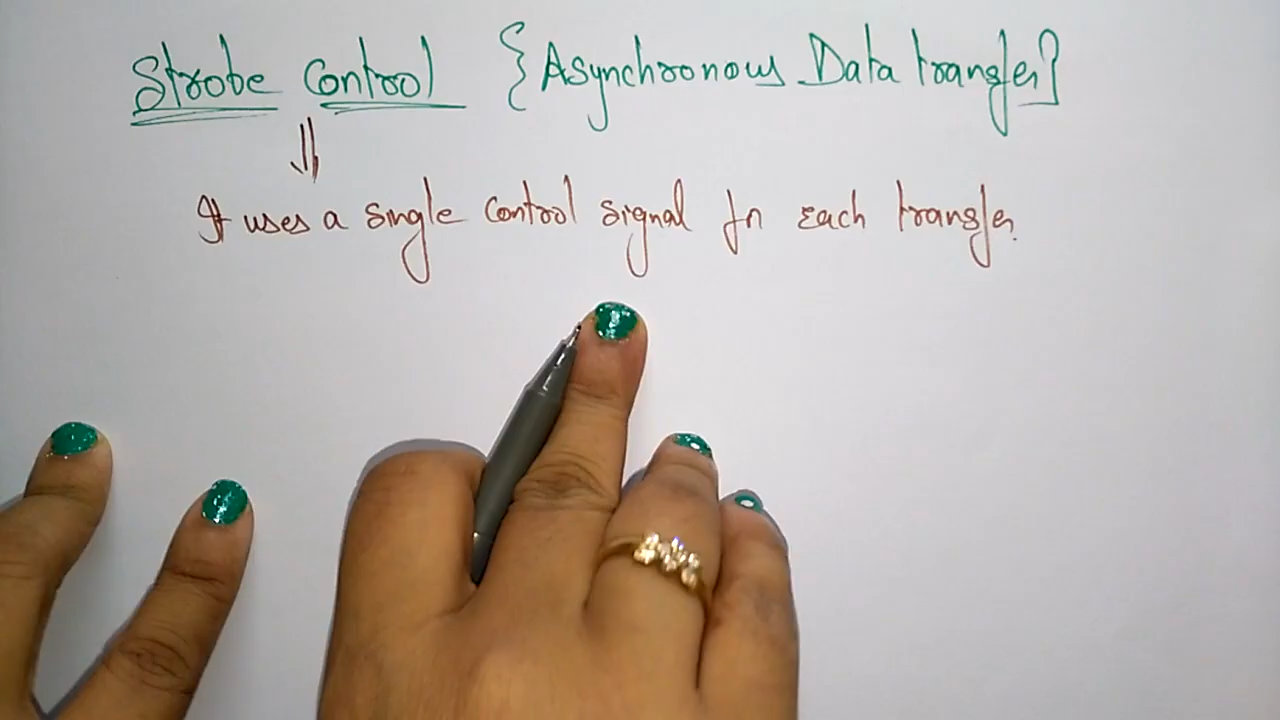 Strobe Control {Asynchronous Data transfer}
It uses a single control signal for each transfer.